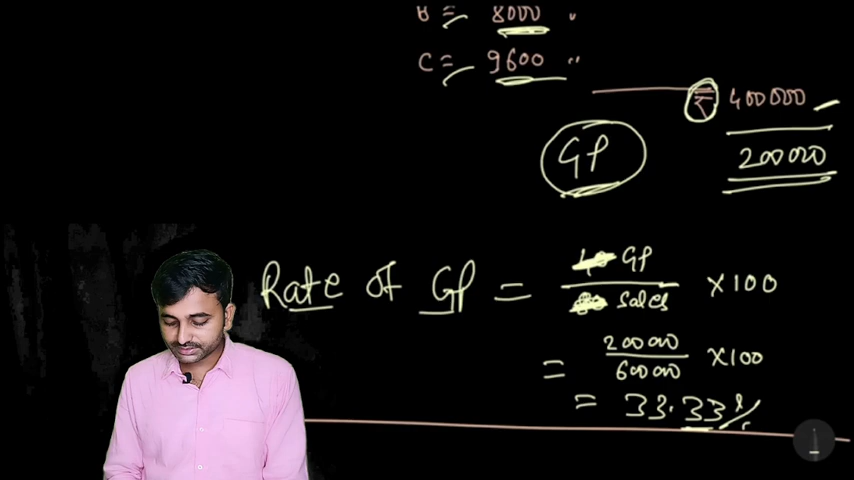 B = 8000 "
C = 9600 "
₹ 400000
GP 200000
Rate of GP = GP / Sales × 100
= 200000 / 600000 × 100
= 33.33%